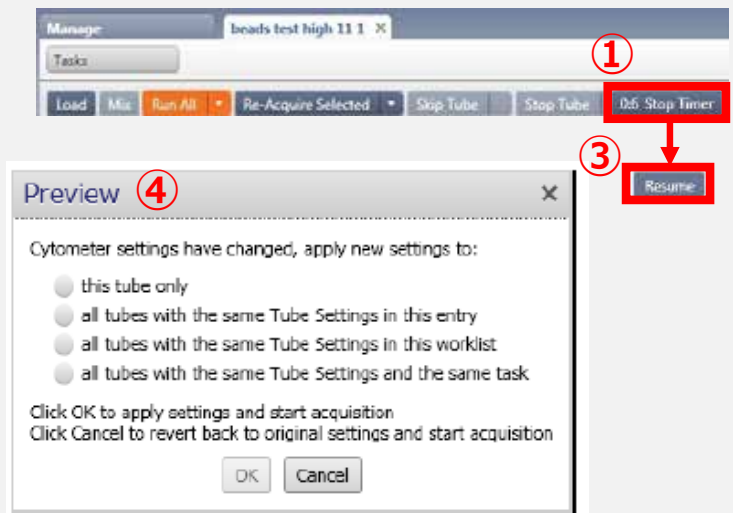 Manage
beads test high 11 1 ×
①
Tasks
Load Mix Run All Re-Acquire Selected Skip Tube Stop Tube 0:6 Stop Timer
③
Resume
Preview ④ ×
Cytometer settings have changed, apply new settings to:
this tube only
all tubes with the same Tube Settings in this entry
all tubes with the same Tube Settings in this worklist
all tubes with the same Tube Settings and the same task
Click OK to apply settings and start acquisition
Click Cancel to revert back to original settings and start acquisition
OK Cancel